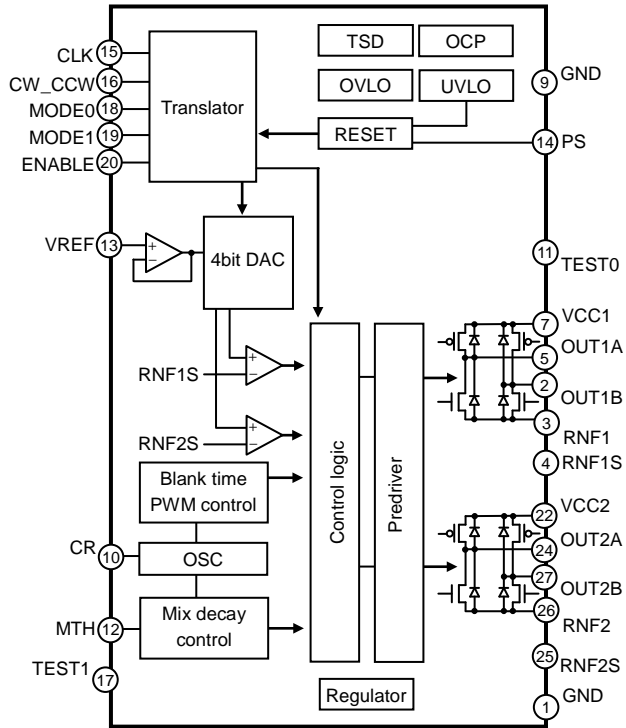 CLK 15
CW_CCW 16
MODE0 18
MODE1 19
ENABLE 20
Translator
TSD
OCP
OVLO
UVLO
RESET
9 GND
14 PS
VREF 13
+
−
4bit DAC
11 TEST0
RNF1S
+
−
RNF2S
+
−
Blank time
PWM control
CR 10
OSC
MTH 12
Mix decay
control
TEST1
17
Control logic
Predriver
7 VCC1
5 OUT1A
2 OUT1B
3 RNF1
4 RNF1S
22 VCC2
24 OUT2A
27 OUT2B
26 RNF2
25 RNF2S
1 GND
Regulator